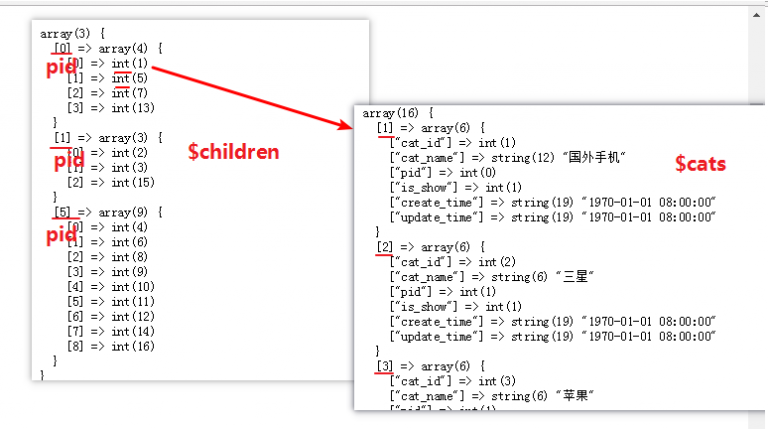 array(3) {
[0] => array(4) {
[0] => int(1)
[1] => int(5)
[2] => int(7)
[3] => int(13)
}
[1] => array(3) {
[0] => int(2)
[1] => int(3)
[2] => int(15)
}
[5] => array(9) {
[0] => int(4)
[1] => int(6)
[2] => int(8)
[3] => int(9)
[4] => int(10)
[5] => int(11)
[6] => int(12)
[7] => int(14)
[8] => int(16)
}
}
pid
pid
pid
$children
array(16) {
[1] => array(6) {
["cat_id"] => int(1)
["cat_name"] => string(12) "国外手机"
["pid"] => int(0)
["is_show"] => int(1)
["create_time"] => string(19) "1970-01-01 08:00:00"
["update_time"] => string(19) "1970-01-01 08:00:00"
}
[2] => array(6) {
["cat_id"] => int(2)
["cat_name"] => string(6) "三星"
["pid"] => int(1)
["is_show"] => int(1)
["create_time"] => string(19) "1970-01-01 08:00:00"
["update_time"] => string(19) "1970-01-01 08:00:00"
}
[3] => array(6) {
["cat_id"] => int(3)
["cat_name"] => string(6) "苹果"
["pid"] => int(1)
$cats